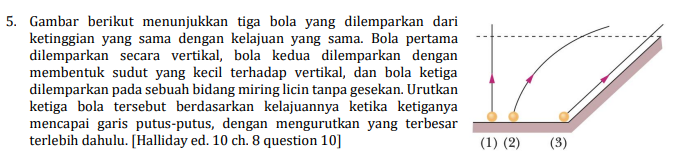 5. Gambar berikut menunjukkan tiga bola yang dilemparkan dari
ketinggian yang sama dengan kelajuan yang sama. Bola pertama
dilemparkan secara vertikal, bola kedua dilemparkan dengan
membentuk sudut yang kecil terhadap vertikal, dan bola ketiga
dilemparkan pada sebuah bidang miring licin tanpa gesekan. Urutkan
ketiga bola tersebut berdasarkan kelajuannya ketika ketiganya
mencapai garis putus-putus, dengan mengurutkan yang terbesar
terlebih dahulu. [Halliday ed. 10 ch. 8 question 10]
(1) (2) (3)